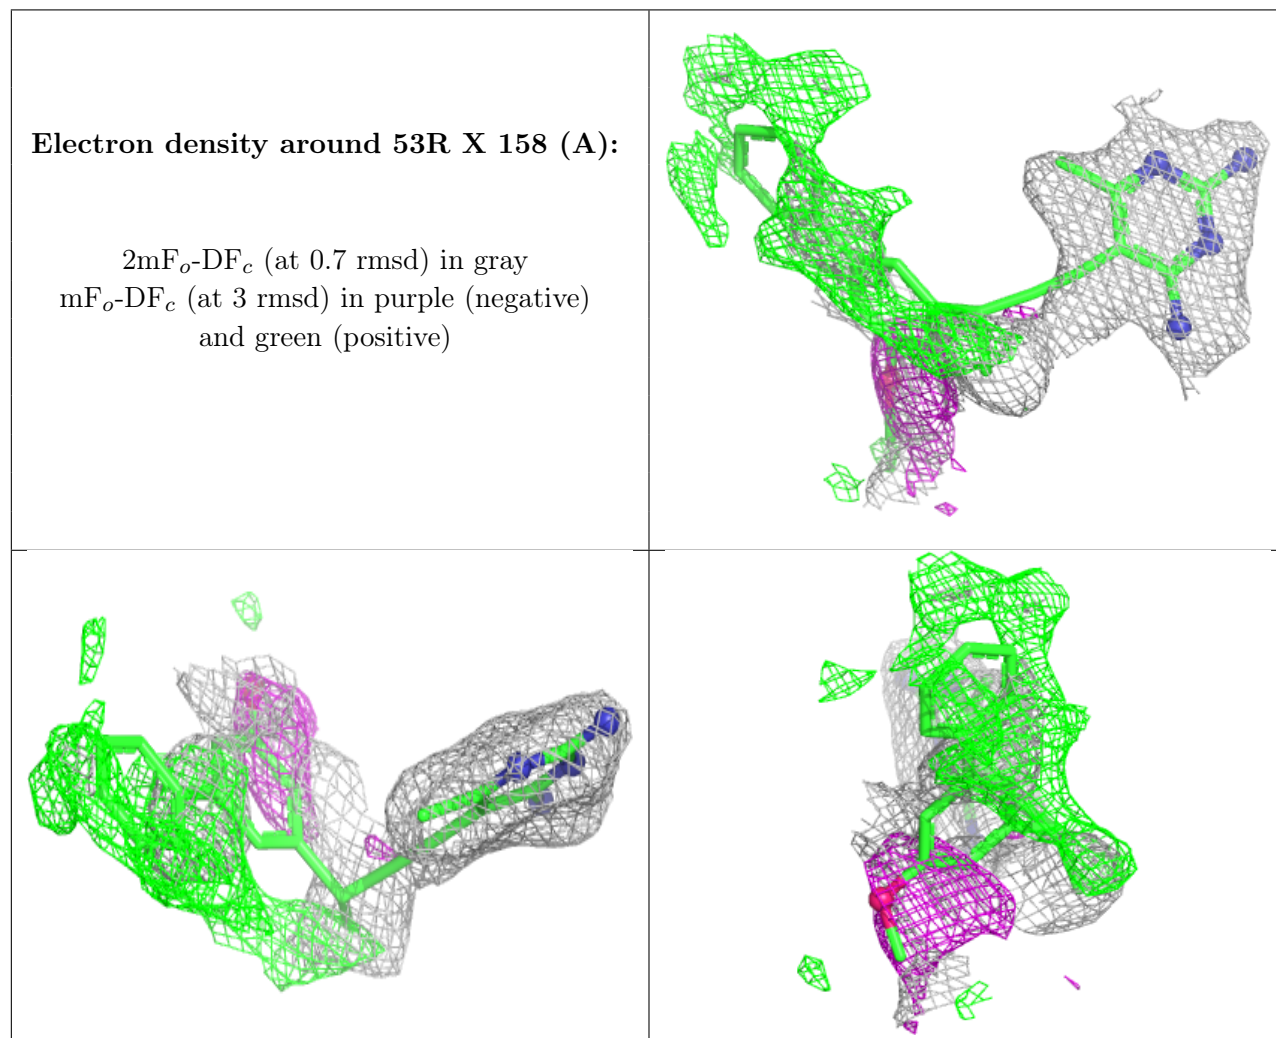 Electron density around 53R X 158 (A):
2mFₒ-DF𝑐 (at 0.7 rmsd) in gray
mFₒ-DF𝑐 (at 3 rmsd) in purple (negative)
and green (positive)